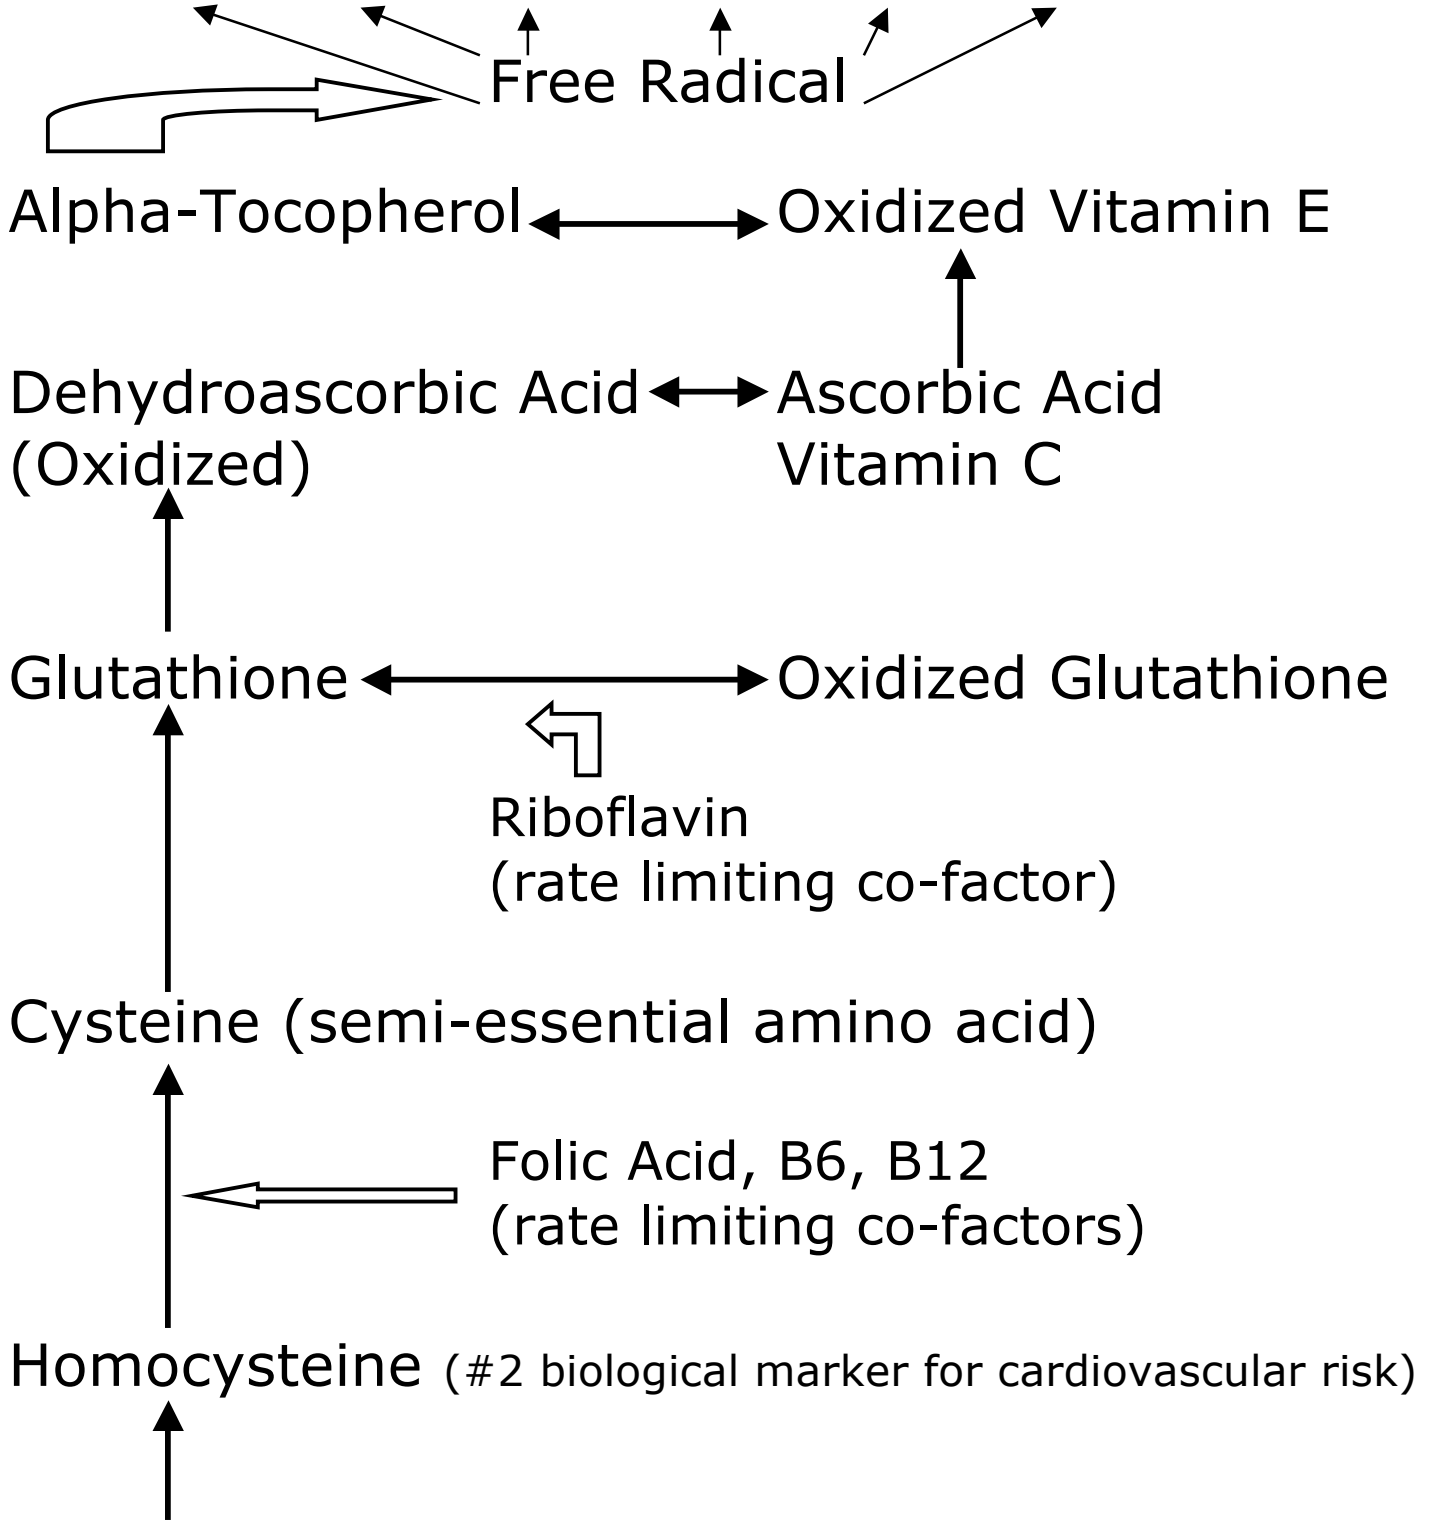 Free Radical
Alpha-Tocopherol Oxidized Vitamin E
Dehydroascorbic Acid Ascorbic Acid
(Oxidized) Vitamin C
Glutathione Oxidized Glutathione
Riboflavin
(rate limiting co-factor)
Cysteine (semi-essential amino acid)
Folic Acid, B6, B12
(rate limiting co-factors)
Homocysteine (#2 biological marker for cardiovascular risk)